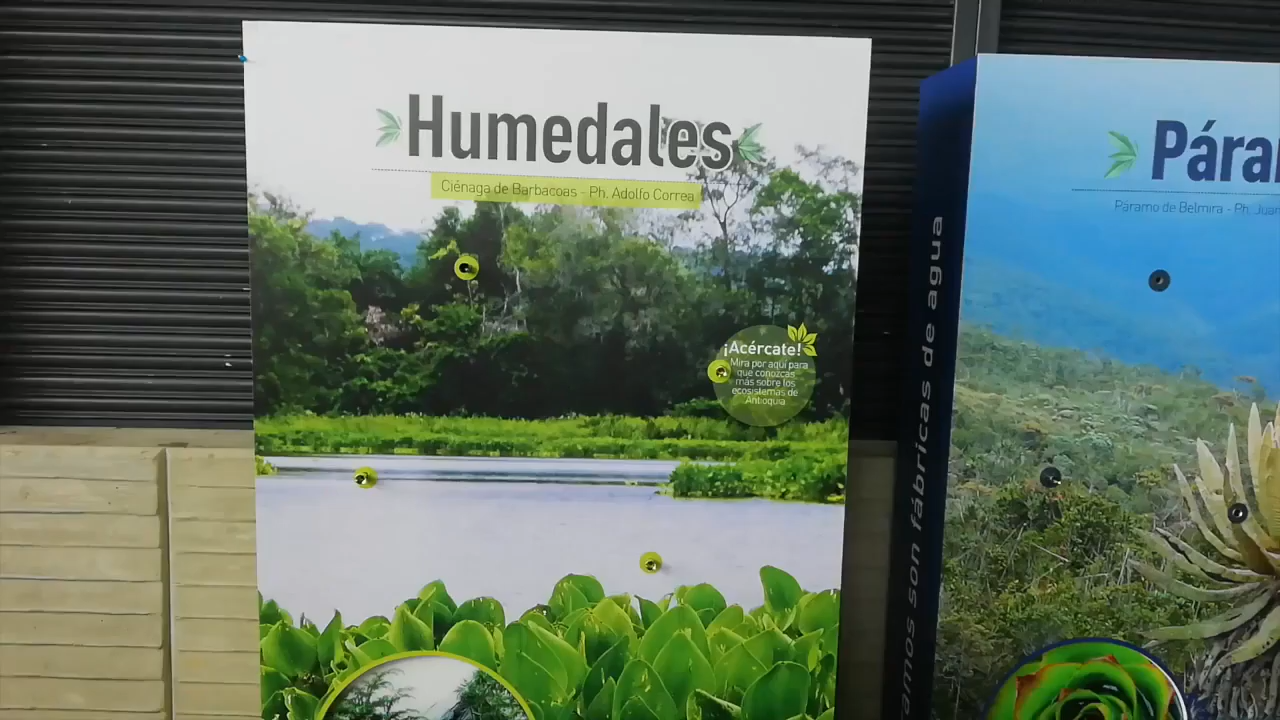 Humedales
Ciénaga de Barbacoas - Ph. Adolfo Correa
¡Acércate!
Mira por aquí para
que conozcas
más sobre los
ecosistemas de
Antioquia
ramos son fábricas de agua
Pára
Páramo de Belmira - Ph. Juan